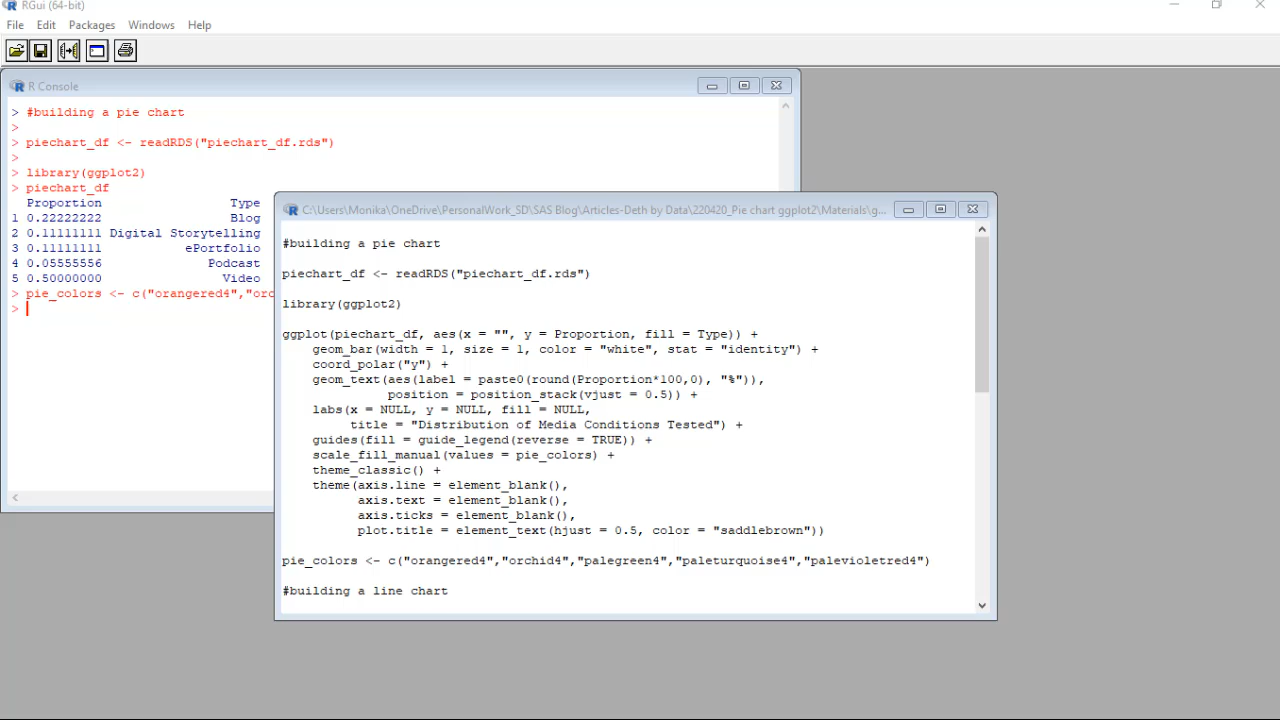 RGui (64-bit)
File Edit Packages Windows Help
R Console
> #building a pie chart
>
> piechart_df <- readRDS("piechart_df.rds")
>
> library(ggplot2)
> piechart_df
Proportion Type
1 0.22222222 Blog
2 0.11111111 Digital Storytelling
3 0.11111111 ePortfolio
4 0.05555556 Podcast
5 0.50000000 Video
> pie_colors <- c("orangered4","orc
>
C:\Users\Monika\OneDrive\PersonalWork_SD\SAS Blog\Articles-Deth by Data\220420_Pie chart ggplot2\Materials\g...
#building a pie chart
piechart_df <- readRDS("piechart_df.rds")
library(ggplot2)
ggplot(piechart_df, aes(x = "", y = Proportion, fill = Type)) +
geom_bar(width = 1, size = 1, color = "white", stat = "identity") +
coord_polar("y") +
geom_text(aes(label = paste0(round(Proportion*100,0), "%")),
position = position_stack(vjust = 0.5)) +
labs(x = NULL, y = NULL, fill = NULL,
title = "Distribution of Media Conditions Tested") +
guides(fill = guide_legend(reverse = TRUE)) +
scale_fill_manual(values = pie_colors) +
theme_classic() +
theme(axis.line = element_blank(),
axis.text = element_blank(),
axis.ticks = element_blank(),
plot.title = element_text(hjust = 0.5, color = "saddlebrown"))
pie_colors <- c("orangered4","orchid4","palegreen4","paleturquoise4","palevioletred4")
#building a line chart